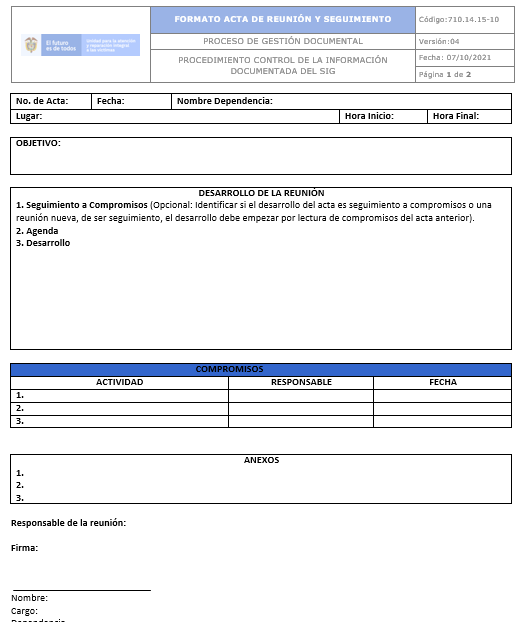 El futuro
es de todos
Unidad para la atención
y reparación integral
a las víctimas
FORMATO ACTA DE REUNIÓN Y SEGUIMIENTO
PROCESO DE GESTIÓN DOCUMENTAL
PROCEDIMIENTO CONTROL DE LA INFORMACIÓN
DOCUMENTADA DEL SIG
Código:710.14.15-10
Versión:04
Fecha: 07/10/2021
Página 1 de 2
No. de Acta: Fecha: Nombre Dependencia:
Lugar: Hora Inicio: Hora Final:
OBJETIVO:
DESARROLLO DE LA REUNIÓN
1. Seguimiento a Compromisos (Opcional: Identificar si el desarrollo del acta es seguimiento a compromisos o una
reunión nueva, de ser seguimiento, el desarrollo debe empezar por lectura de compromisos del acta anterior).
2. Agenda
3. Desarrollo
COMPROMISOS
ACTIVIDAD RESPONSABLE FECHA
1.
2.
3.
ANEXOS
1.
2.
3.
Responsable de la reunión:
Firma:
Nombre:
Cargo:
Dependencia